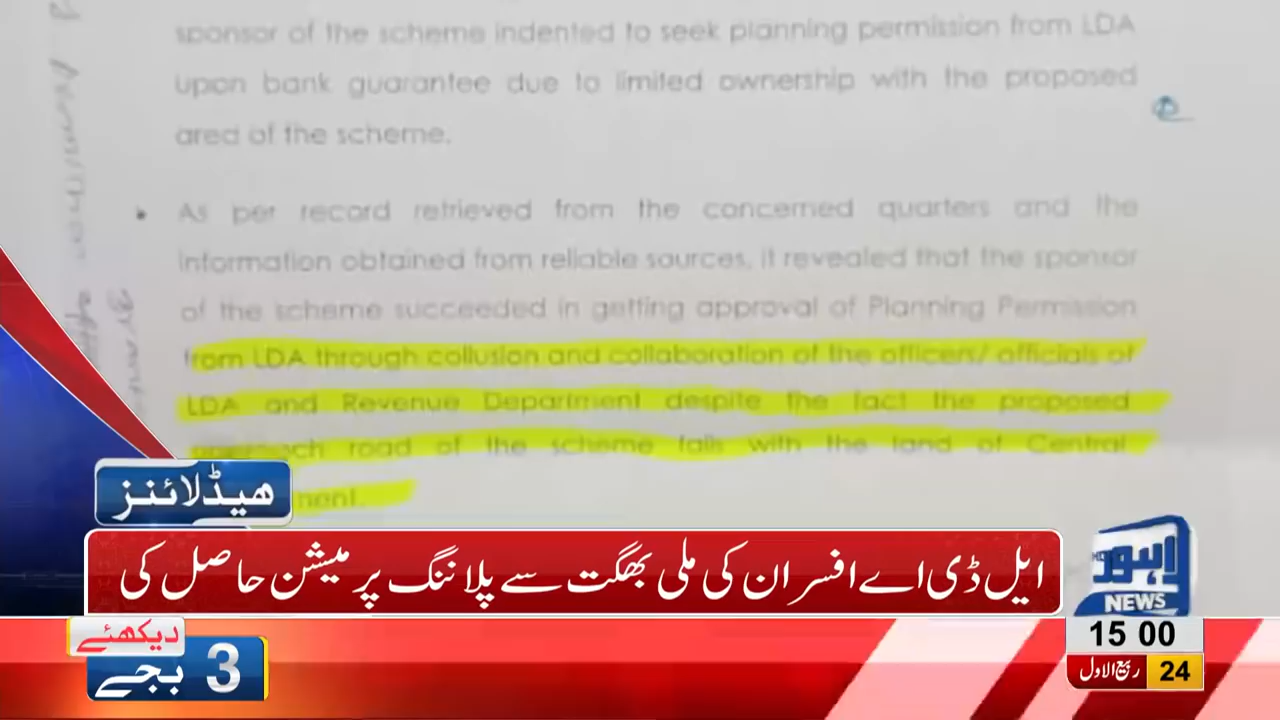 sponsor of the scheme indented to seek planning permission from LDA
upon bank guarantee due to limited ownership with the proposed
area of the scheme.
• As per record retrieved from the concerned quarters and the
information obtained from reliable sources, it revealed that the sponsor
of the scheme succeeded in getting approval of Planning Permission
from LDA through collusion and collaboration of the officers/ officials of
LDA and Revenue Department despite the fact the proposed
road of the scheme falls with the land of Central
ہیڈلائنز
ایل ڈی اے افسران کی ملی بھگت سے پلاننگ پرمیشن حاصل کی
لاہور
NEWS
دیکھئے
3 بجے
15 00
24 ربیع الاول